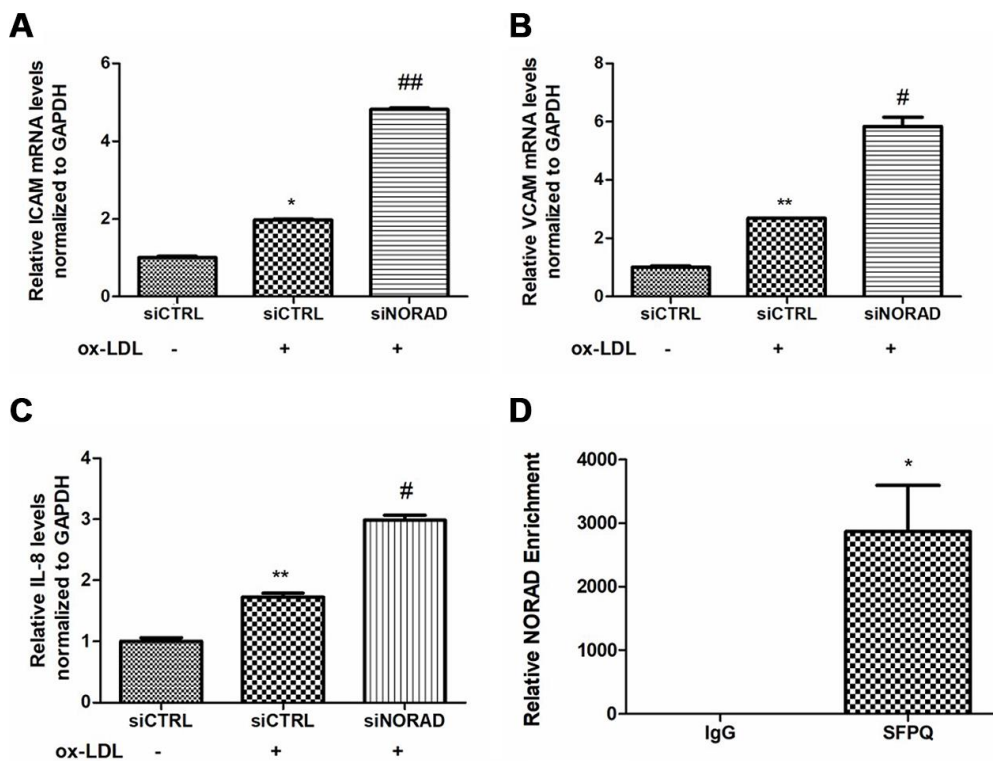 A
Relative ICAM mRNA levels
normalized to GAPDH
6
4
2
0
*
##
siCTRL siCTRL siNORAD
ox-LDL - + +
B
Relative VCAM mRNA levels
normalized to GAPDH
8
6
4
2
0
**
#
siCTRL siCTRL siNORAD
ox-LDL - + +
C
Relative IL-8 levels
normalized to GAPDH
4
3
2
1
0
**
#
siCTRL siCTRL siNORAD
ox-LDL - + +
D
Relative NORAD Enrichment
4000
3000
2000
1000
0
*
IgG SFPQ